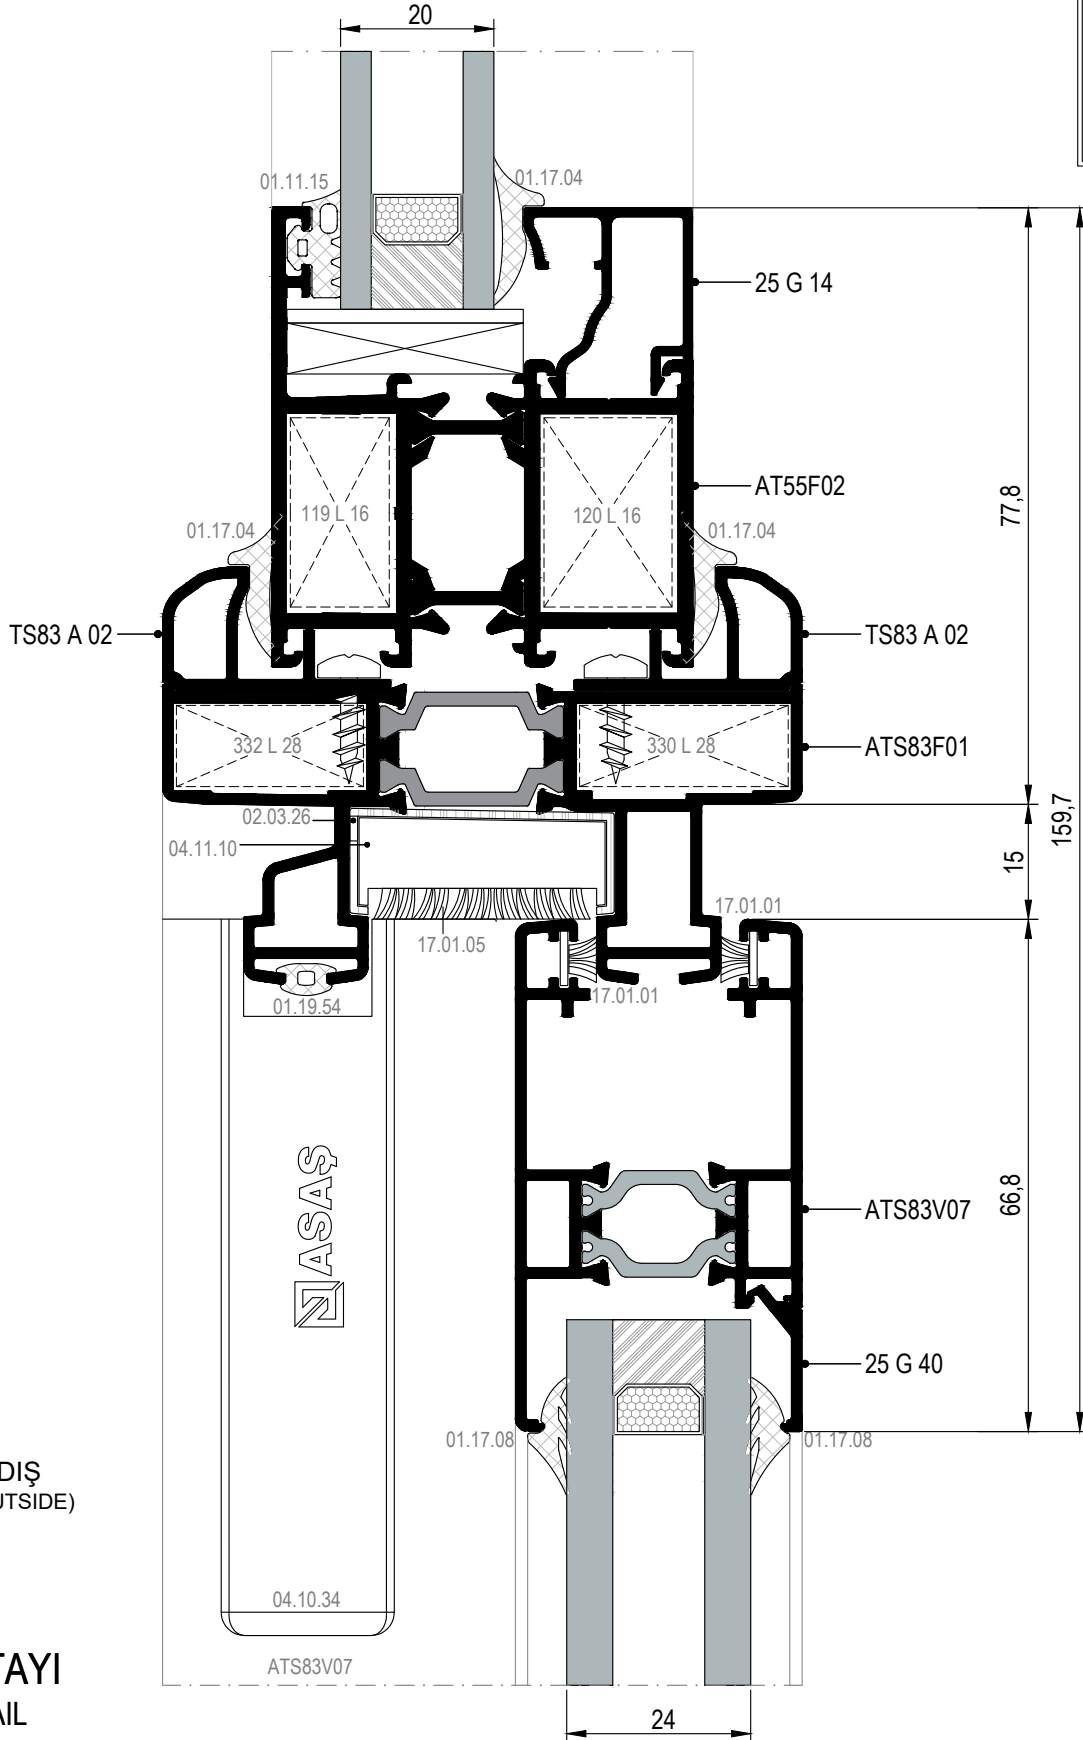 20
01.11.15
01.17.04
25 G 14
AT55F02
77,8
119 L 16
120 L 16
01.17.04
01.17.04
TS83 A 02
TS83 A 02
332 L 28
330 L 28
ATS83F01
02.03.26
04.11.10
159,7
15
17.01.01
17.01.05
17.01.01
01.19.54
ASAŞ
ATS83V07
66,8
25 G 40
01.17.08
01.17.08
DIŞ
UTSIDE)
04.10.34
ATS83V07
TAYI
AIL
24